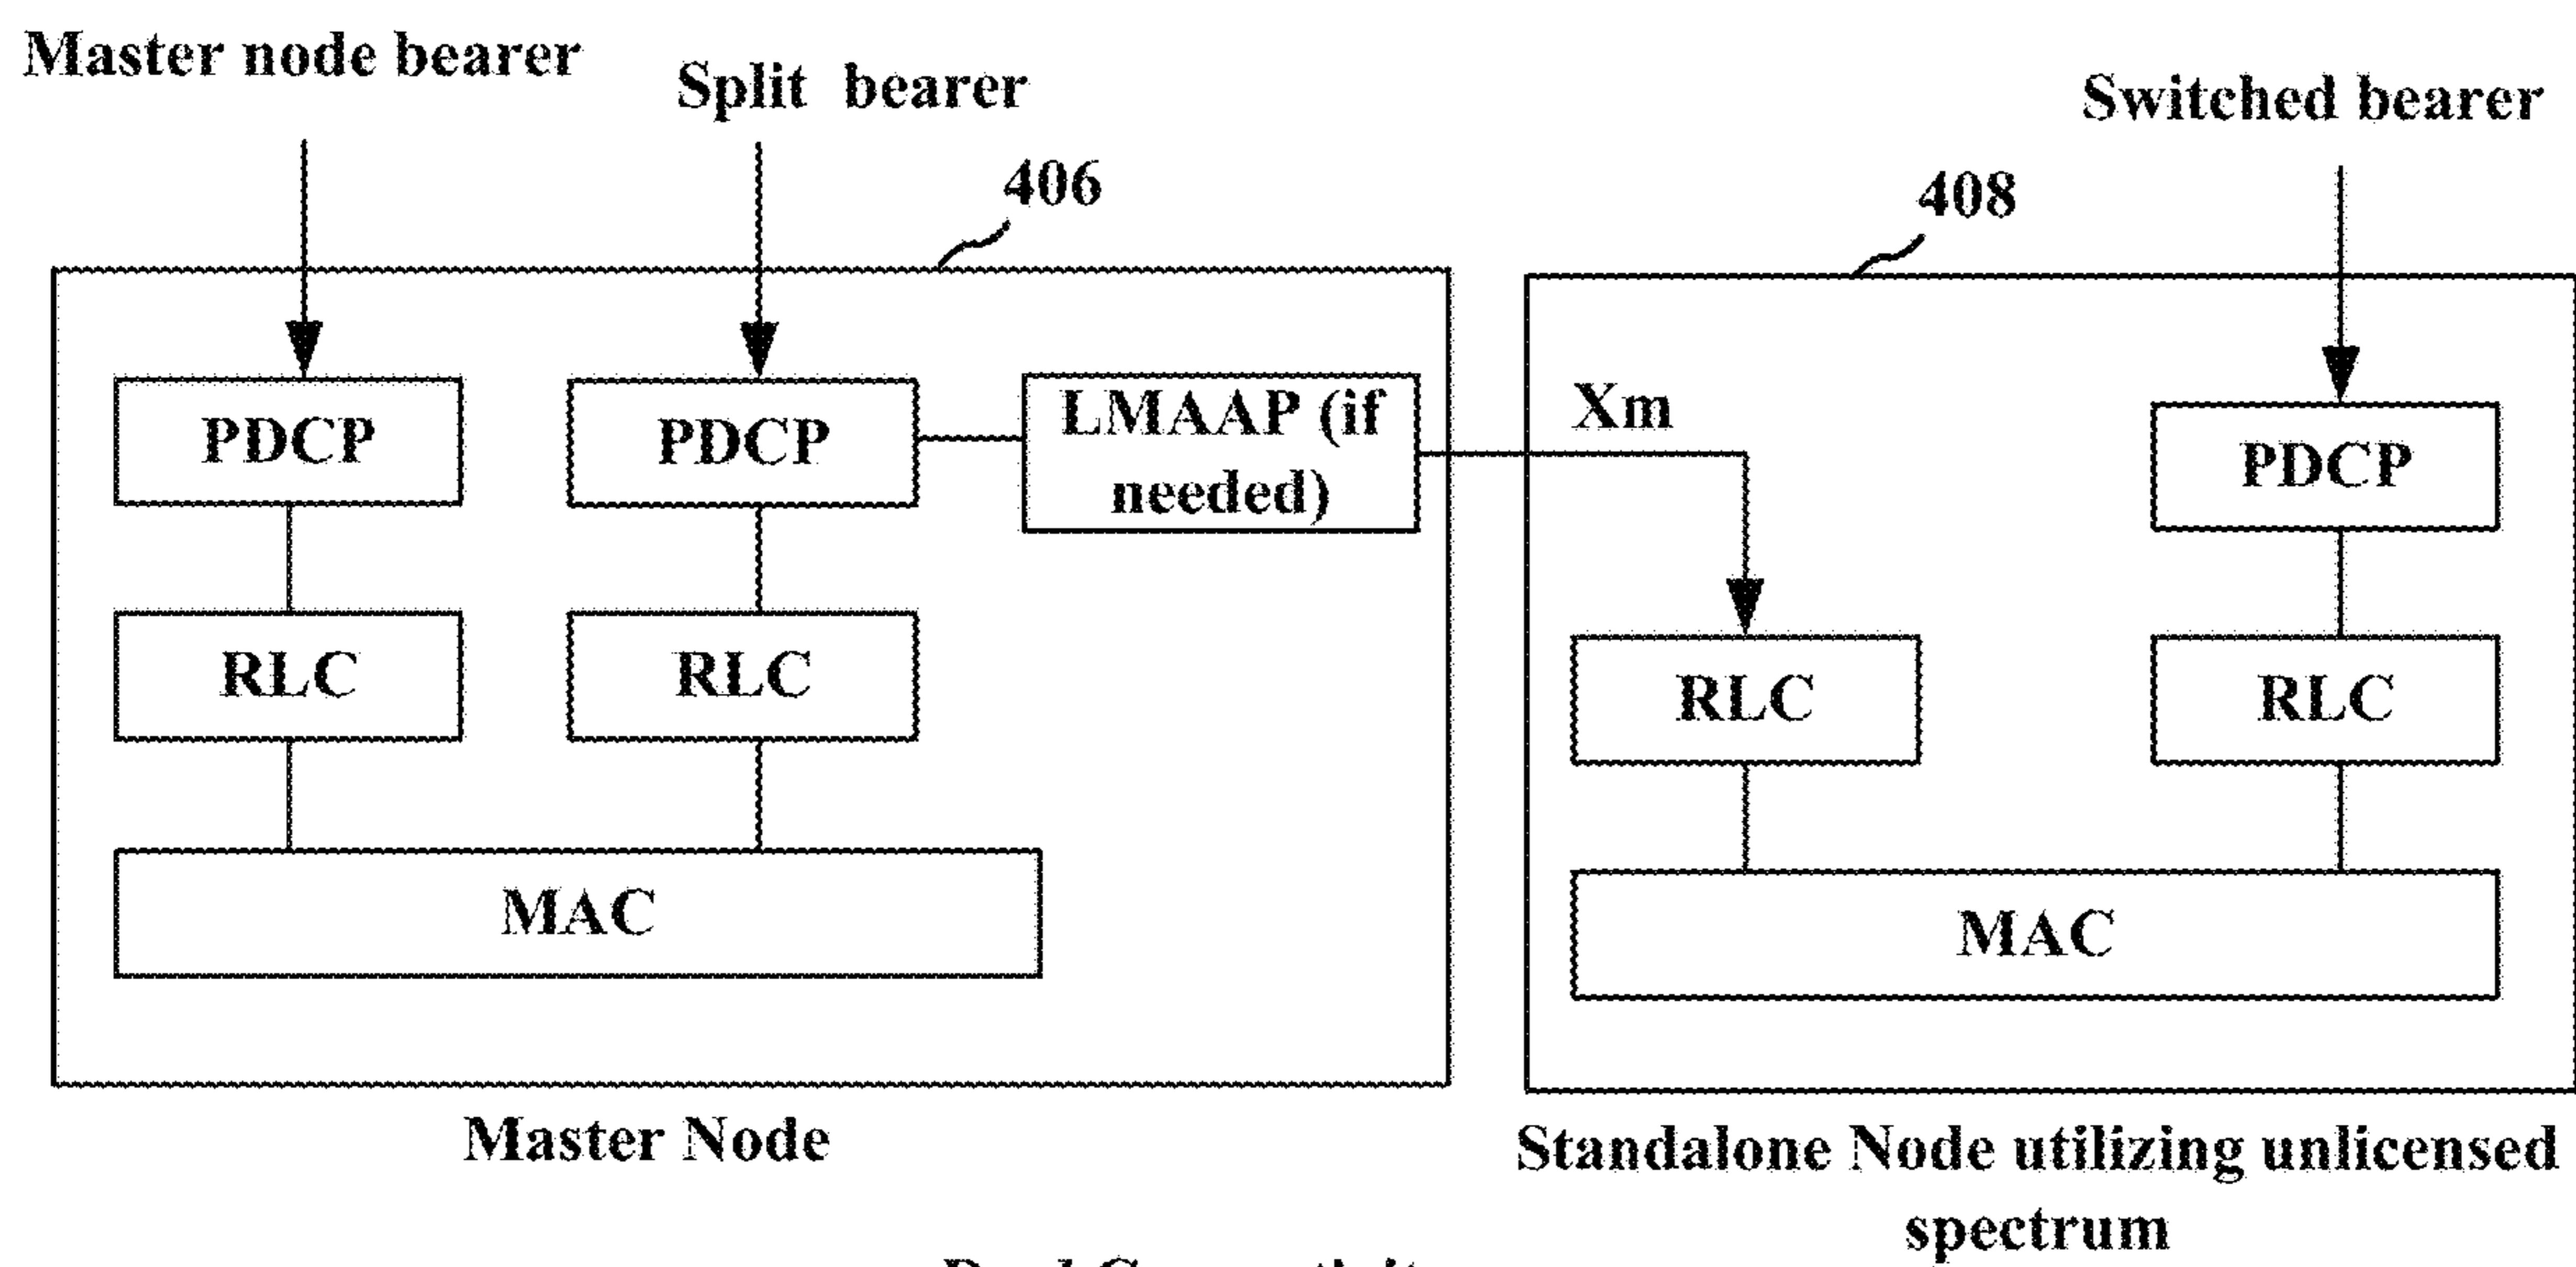 Master node bearer
Split bearer
Switched bearer
406
408
PDCP
PDCP
LMAAP (if
needed)
Xm
PDCP
RLC
RLC
RLC
RLC
MAC
MAC
Master Node
Standalone Node utilizing unlicensed
spectrum